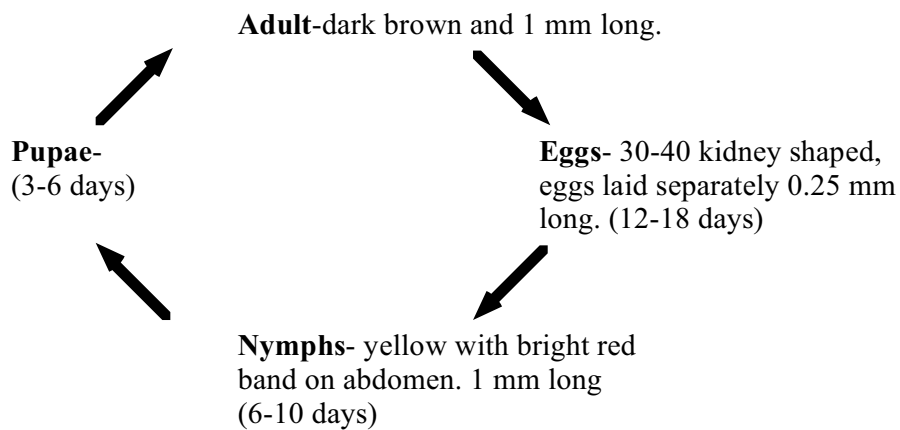 Adult-dark brown and 1 mm long.
Pupae-
(3-6 days)
Eggs- 30-40 kidney shaped,
eggs laid separately 0.25 mm
long. (12-18 days)
Nymphs- yellow with bright red
band on abdomen. 1 mm long
(6-10 days)